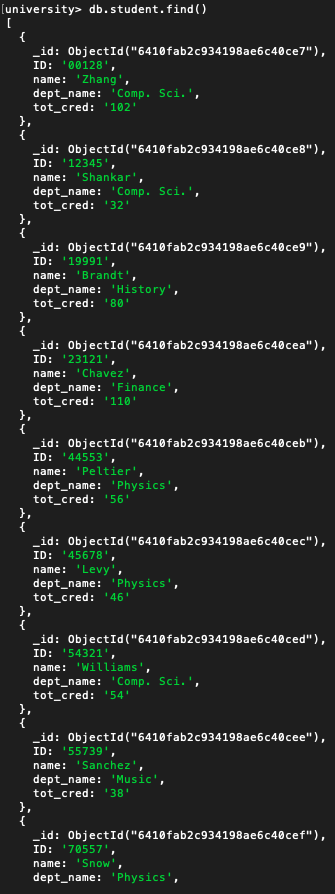 [university> db.student.find()
[
{
_id: ObjectId("6410fab2c934198ae6c40ce7"),
ID: '00128',
name: 'Zhang',
dept_name: 'Comp. Sci.',
tot_cred: '102'
},
{
_id: ObjectId("6410fab2c934198ae6c40ce8"),
ID: '12345',
name: 'Shankar',
dept_name: 'Comp. Sci.',
tot_cred: '32'
},
{
_id: ObjectId("6410fab2c934198ae6c40ce9"),
ID: '19991',
name: 'Brandt',
dept_name: 'History',
tot_cred: '80'
},
{
_id: ObjectId("6410fab2c934198ae6c40cea"),
ID: '23121',
name: 'Chavez',
dept_name: 'Finance',
tot_cred: '110'
},
{
_id: ObjectId("6410fab2c934198ae6c40ceb"),
ID: '44553',
name: 'Peltier',
dept_name: 'Physics',
tot_cred: '56'
},
{
_id: ObjectId("6410fab2c934198ae6c40cec"),
ID: '45678',
name: 'Levy',
dept_name: 'Physics',
tot_cred: '46'
},
{
_id: ObjectId("6410fab2c934198ae6c40ced"),
ID: '54321',
name: 'Williams',
dept_name: 'Comp. Sci.',
tot_cred: '54'
},
{
_id: ObjectId("6410fab2c934198ae6c40cee"),
ID: '55739',
name: 'Sanchez',
dept_name: 'Music',
tot_cred: '38'
},
{
_id: ObjectId("6410fab2c934198ae6c40cef"),
ID: '70557',
name: 'Snow',
dept_name: 'Physics',